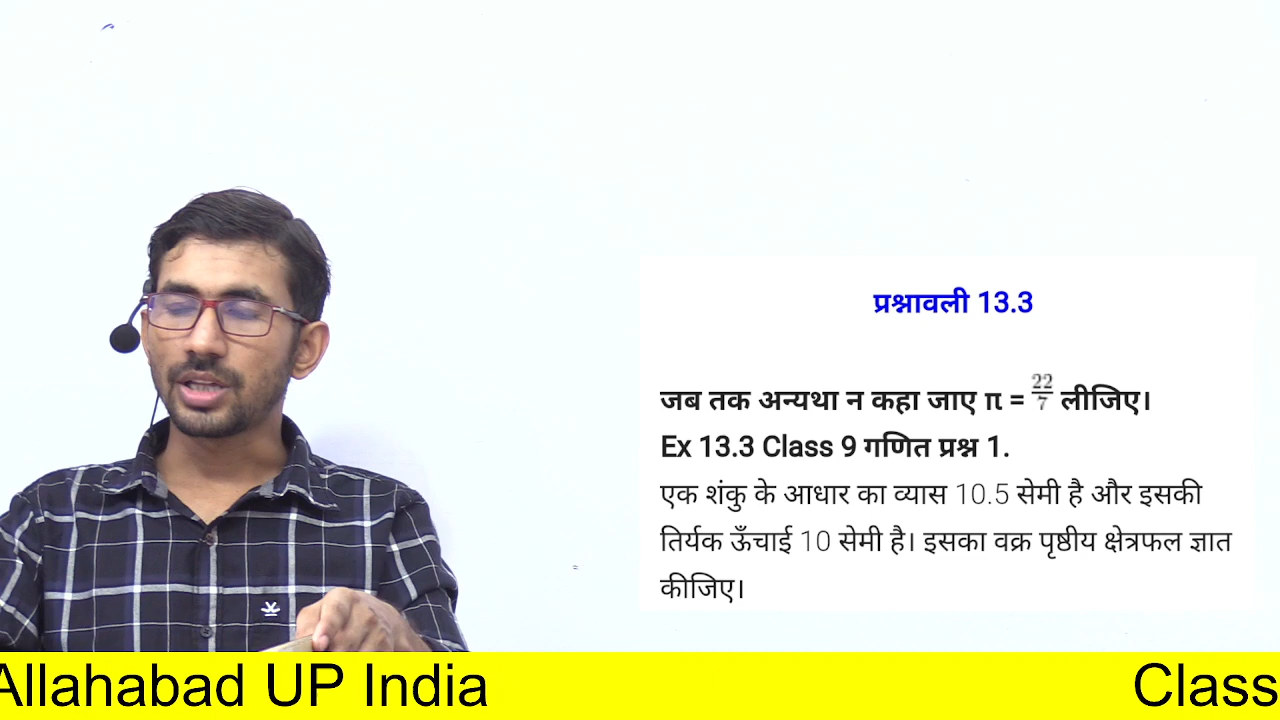 प्रश्नावली 13.3
जब तक अन्यथा न कहा जाए π = 22/7 लीजिए।
Ex 13.3 Class 9 गणित प्रश्न 1.
एक शंकु के आधार का व्यास 10.5 सेमी है और इसकी
तिर्यक ऊँचाई 10 सेमी है। इसका वक्र पृष्ठीय क्षेत्रफल ज्ञात
कीजिए।
Allahabad UP India Class